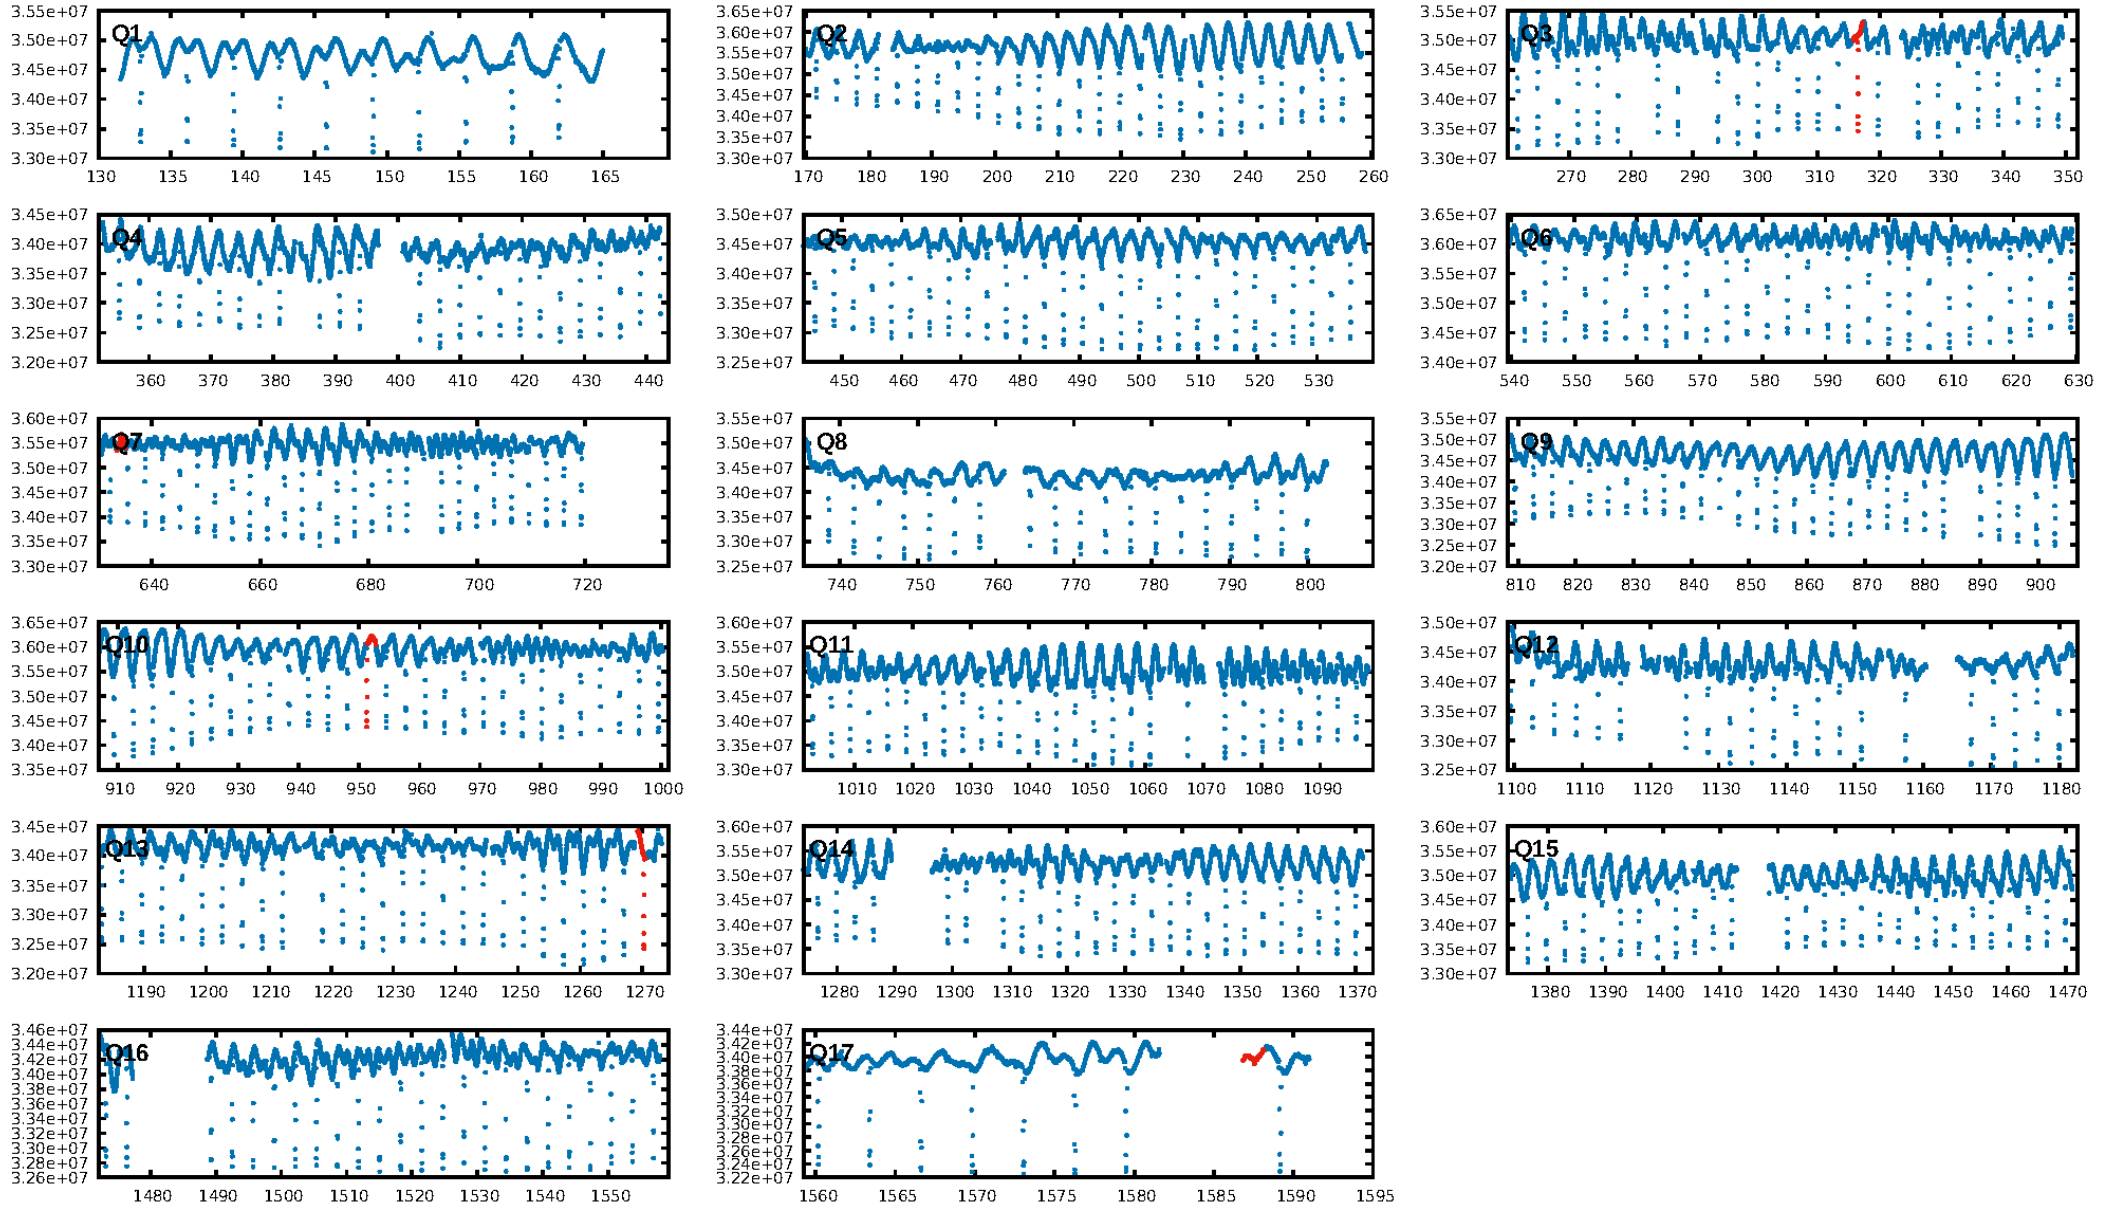 3.55e+07 3.50e+07 3.45e+07 3.40e+07 3.35e+07 3.30e+07
Q1
130 135 140 145 150 155 160 165
3.65e+07 3.60e+07 3.55e+07 3.50e+07 3.45e+07 3.40e+07 3.35e+07 3.30e+07
Q2
170 180 190 200 210 220 230 240 250 260
3.55e+07 3.50e+07 3.45e+07 3.40e+07 3.35e+07 3.30e+07
Q3
270 280 290 300 310 320 330 340 350
3.45e+07 3.40e+07 3.35e+07 3.30e+07 3.25e+07 3.20e+07
Q4
360 370 380 390 400 410 420 430 440
3.50e+07 3.45e+07 3.40e+07 3.35e+07 3.30e+07 3.25e+07
Q5
450 460 470 480 490 500 510 520 530
3.65e+07 3.60e+07 3.55e+07 3.50e+07 3.45e+07 3.40e+07
Q6
540 550 560 570 580 590 600 610 620 630
3.60e+07 3.55e+07 3.50e+07 3.45e+07 3.40e+07 3.35e+07 3.30e+07
Q7
640 660 680 700 720
3.55e+07 3.50e+07 3.45e+07 3.40e+07 3.35e+07 3.30e+07 3.25e+07
Q8
740 750 760 770 780 790 800
3.55e+07 3.50e+07 3.45e+07 3.40e+07 3.35e+07 3.30e+07 3.25e+07 3.20e+07
Q9
810 820 830 840 850 860 870 880 890 900
3.65e+07 3.60e+07 3.55e+07 3.50e+07 3.45e+07 3.40e+07 3.35e+07
Q10
910 920 930 940 950 960 970 980 990 1000
3.60e+07 3.55e+07 3.50e+07 3.45e+07 3.40e+07 3.35e+07 3.30e+07
Q11
1010 1020 1030 1040 1050 1060 1070 1080 1090
3.50e+07 3.45e+07 3.40e+07 3.35e+07 3.30e+07 3.25e+07
Q12
1100 1110 1120 1130 1140 1150 1160 1170 1180
3.45e+07 3.40e+07 3.35e+07 3.30e+07 3.25e+07 3.20e+07
Q13
1190 1200 1210 1220 1230 1240 1250 1260 1270
3.60e+07 3.55e+07 3.50e+07 3.45e+07 3.40e+07 3.35e+07 3.30e+07
Q14
1280 1290 1300 1310 1320 1330 1340 1350 1360 1370
3.60e+07 3.55e+07 3.50e+07 3.45e+07 3.40e+07 3.35e+07 3.30e+07
Q15
1380 1390 1400 1410 1420 1430 1440 1450 1460 1470
3.46e+07 3.44e+07 3.42e+07 3.40e+07 3.38e+07 3.36e+07 3.34e+07 3.32e+07 3.30e+07 3.28e+07 3.26e+07
Q16
1480 1490 1500 1510 1520 1530 1540 1550
3.44e+07 3.42e+07 3.40e+07 3.38e+07 3.36e+07 3.34e+07 3.32e+07 3.30e+07 3.28e+07 3.26e+07 3.24e+07 3.22e+07
Q17
1560 1565 1570 1575 1580 1585 1590 1595